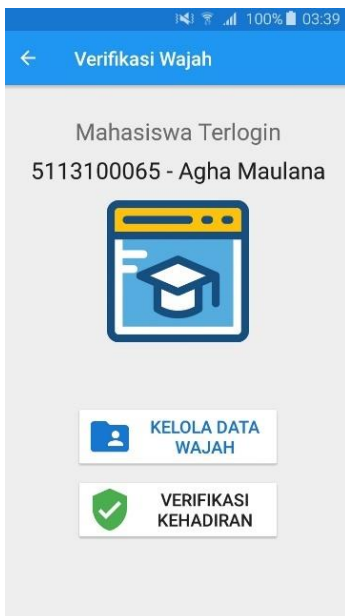 100% 03:39
Verifikasi Wajah
Mahasiswa Terlogin
5113100065 - Agha Maulana
KELOLA DATA
WAJAH
VERIFIKASI
KEHADIRAN